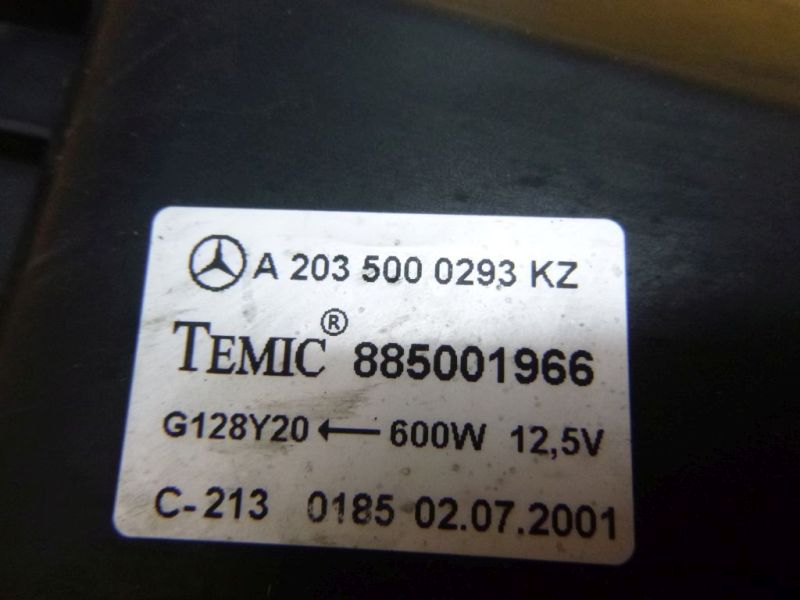 A 203 500 0293 KZ
TEMIC® 885001966
G128Y20 ← 600W 12,5V
C-213 0185 02.07.2001